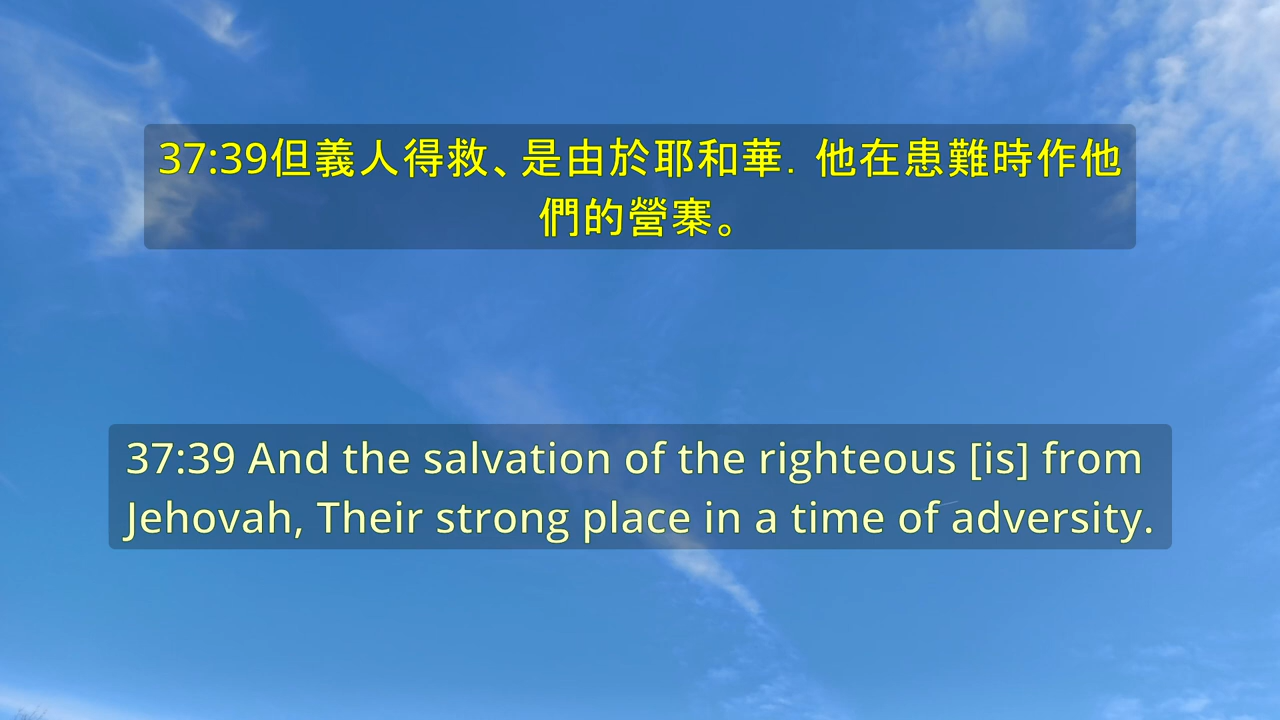 37:39但義人得救、是由於耶和華．他在患難時作他
們的營寨。
37:39 And the salvation of the righteous [is] from
Jehovah, Their strong place in a time of adversity.